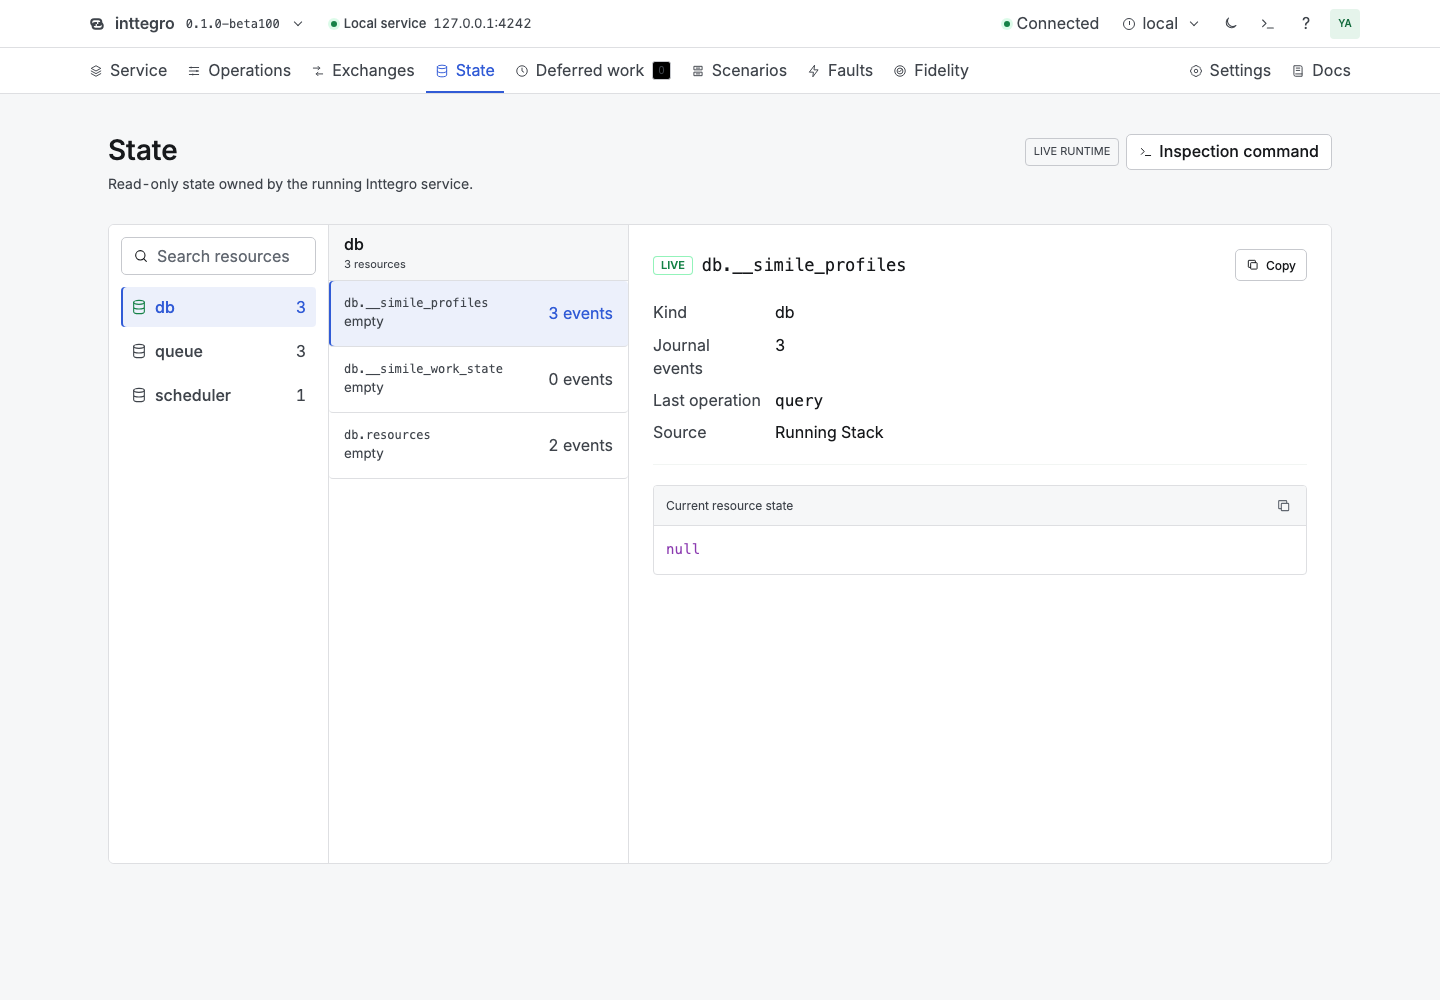 inttegro 0.1.0-beta100 Local service 127.0.0.1:4242 Connected local ? YA
Service Operations Exchanges State Deferred work 0 Scenarios Faults Fidelity Settings Docs
State
LIVE RUNTIME Inspection command
Read-only state owned by the running Inttegro service.
Search resources
db 3
queue 3
scheduler 1
db
3 resources
db.__simile_profiles
empty
3 events
db.__simile_work_state
empty
0 events
db.resources
empty
2 events
LIVE db.__simile_profiles Copy
Kind db
Journal events 3
Last operation query
Source Running Stack
Current resource state
null